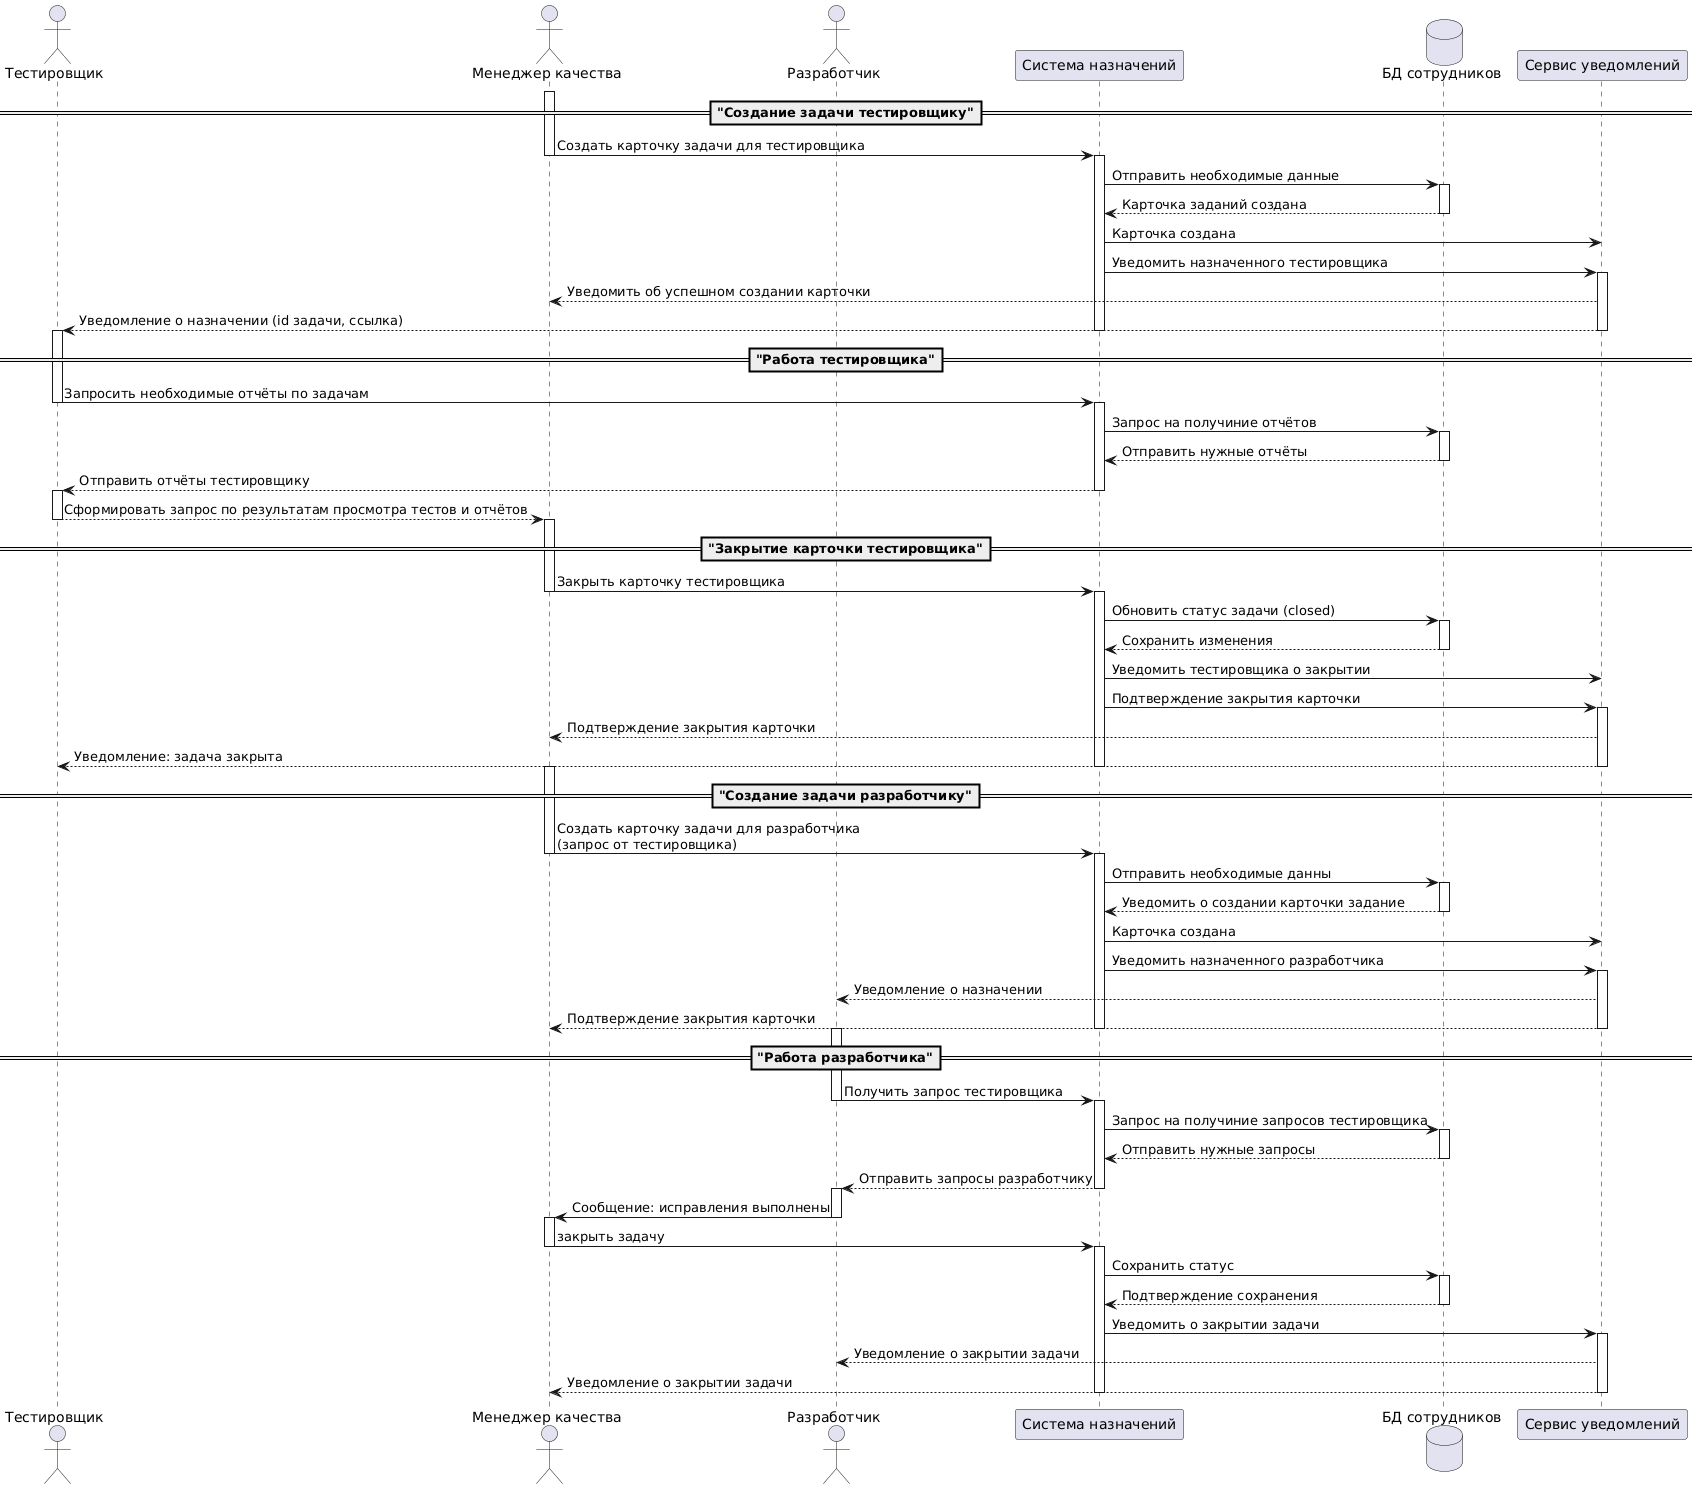 Тестировщик
Менеджер качества
Разработчик
Система назначений
БД сотрудников
Сервис уведомлений
"Создание задачи тестировщику"
Создать карточку задачи для тестировщика
Отправить необходимые данные
Карточка заданий создана
Карточка создана
Уведомить назначенного тестировщика
Уведомить об успешном создании карточки
Уведомление о назначении (id задачи, ссылка)
"Работа тестировщика"
Запросить необходимые отчёты по задачам
Запрос на получиние отчётов
Отправить нужные отчёты
Отправить отчёты тестировщику
Сформировать запрос по результатам просмотра тестов и отчётов
"Закрытие карточки тестировщика"
Закрыть карточку тестировщика
Обновить статус задачи (closed)
Сохранить изменения
Уведомить тестировщика о закрытии
Подтверждение закрытия карточки
Подтверждение закрытия карточки
Уведомление: задача закрыта
"Создание задачи разработчику"
Создать карточку задачи для разработчика
(запрос от тестировщика)
Отправить необходимые данны
Уведомить о создании карточки задание
Карточка создана
Уведомить назначенного разработчика
Уведомление о назначении
Подтверждение закрытия карточки
"Работа разработчика"
Получить запрос тестировщика
Запрос на получиние запросов тестировщика
Отправить нужные запросы
Отправить запросы разработчику
Сообщение: исправления выполнены
закрыть задачу
Сохранить статус
Подтверждение сохранения
Уведомить о закрытии задачи
Уведомление о закрытии задачи
Уведомление о закрытии задачи
Тестировщик
Менеджер качества
Разработчик
Система назначений
БД сотрудников
Сервис уведомлений